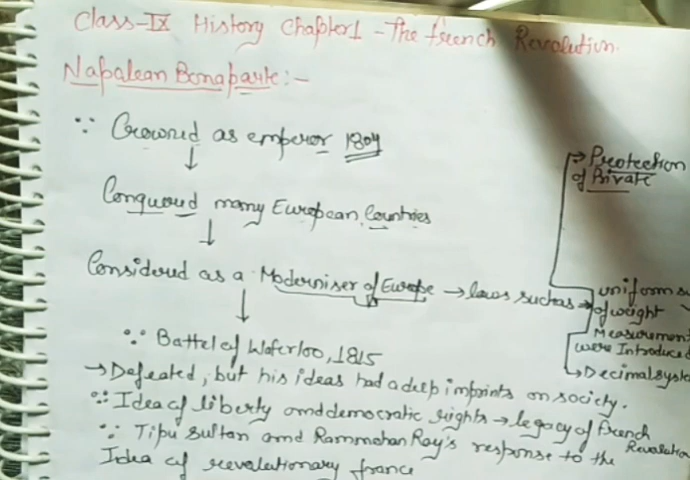 Class-IX History Chapter1 - The french Revolution.
Napalean Bonaparte:-
∵ Crowned as emperor 1804
↓
Conquered many European Countries
↓
Considered as a Moderniser of Europe → laws such as →
⇒ Protection
of Private
uniform s
of weight
Measurement
were Introduced
→ Decimal syste
↓
∵ Battel of Waterloo, 1815
→ Defeated, but his ideas had a deep imprints on society.
∵ Idea of liberty and democratic rights → legacy of french
Revolution
∵ Tipu Sultan and Rammohan Roy's response to the
Idea of revolutionary france